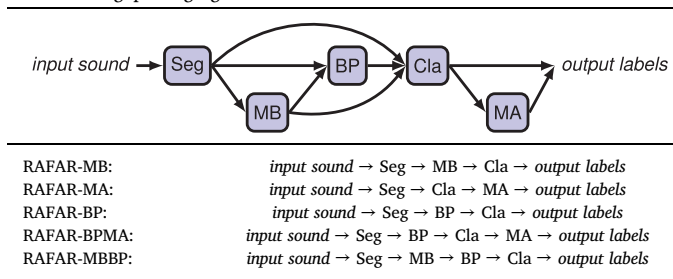 input sound Seg BP Cla output labels
MB MA
RAFAR-MB: input sound → Seg → MB → Cla → output labels
RAFAR-MA: input sound → Seg → Cla → MA → output labels
RAFAR-BP: input sound → Seg → BP → Cla → output labels
RAFAR-BPMA: input sound → Seg → BP → Cla → MA → output labels
RAFAR-MBBP: input sound → Seg → MB → BP → Cla → output labels